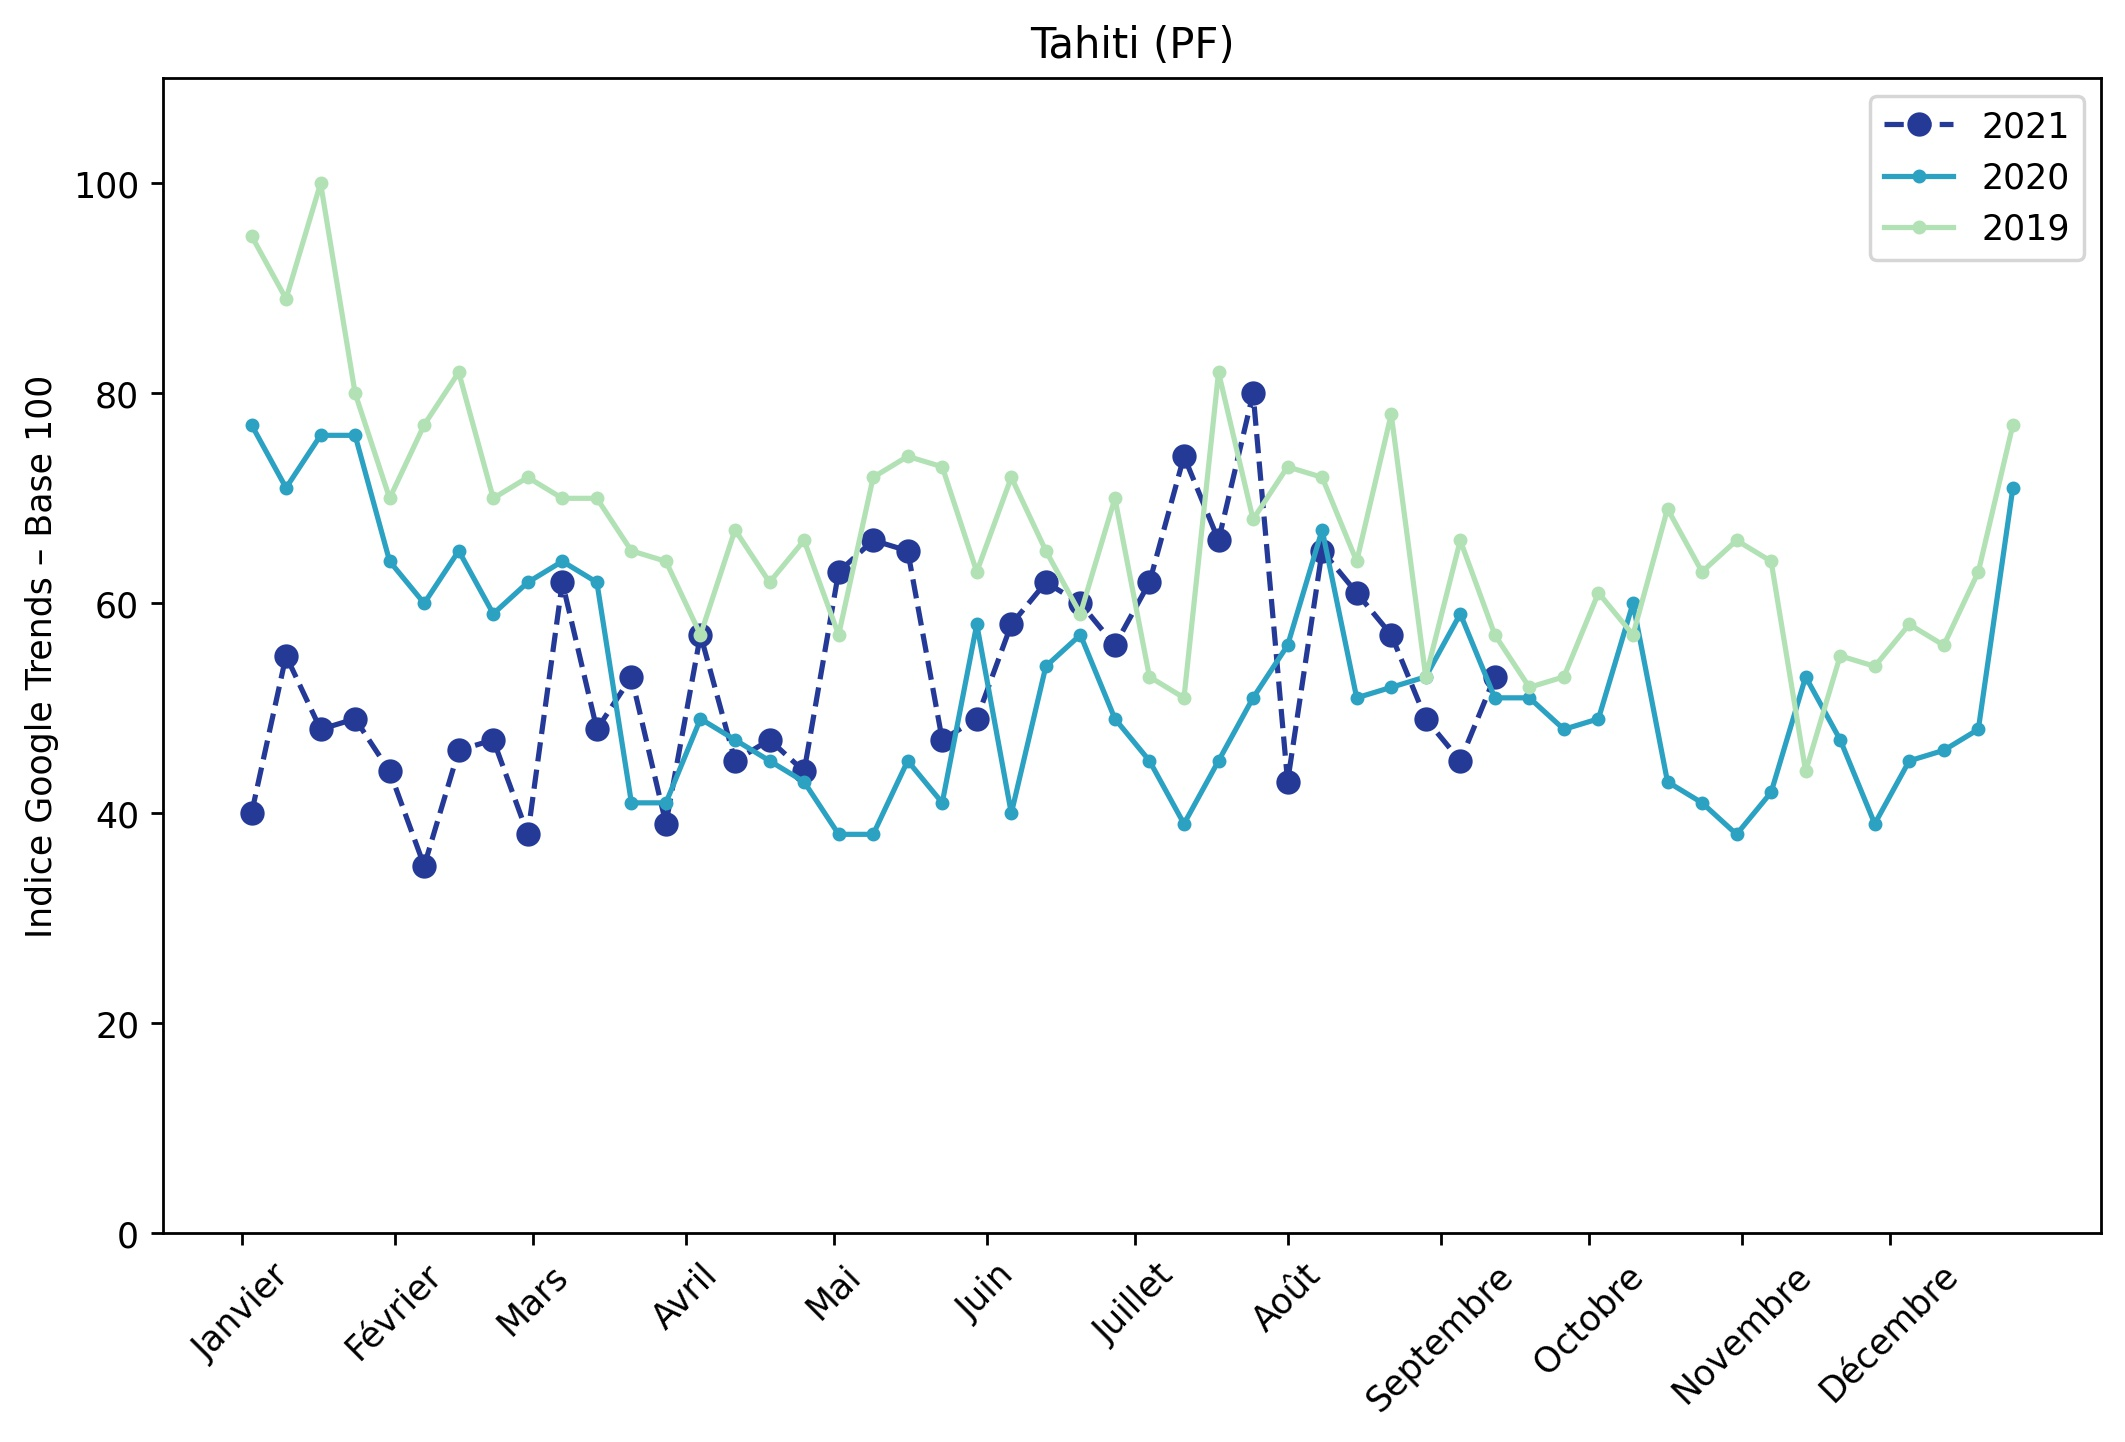 Tahiti (PF)
Indice Google Trends – Base 100
100
80
60
40
20
0
2021
2020
2019
Janvier
Février
Mars
Avril
Mai
Juin
Juillet
Août
Septembre
Octobre
Novembre
Décembre